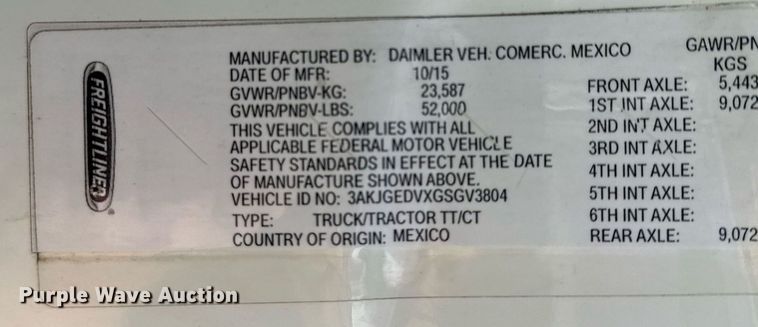 FREIGHTLINER
MANUFACTURED BY: DAIMLER VEH. COMERC. MEXICO
DATE OF MFR: 10/15
GVWR/PNBV-KG: 23,587
GVWR/PNBV-LBS: 52,000
THIS VEHICLE COMPLIES WITH ALL
APPLICABLE FEDERAL MOTOR VEHICLE
SAFETY STANDARDS IN EFFECT AT THE DATE
OF MANUFACTURE SHOWN ABOVE.
VEHICLE ID NO: 3AKJGEDVXGSGV3804
TYPE: TRUCK/TRACTOR TT/CT
COUNTRY OF ORIGIN: MEXICO
GAWR/PN
KGS
FRONT AXLE: 5,443
1ST INT AXLE: 9,072
2ND INT AXLE:
3RD INT AXLE:
4TH INT AXLE:
5TH INT AXLE:
6TH INT AXLE:
REAR AXLE: 9,072
Purple Wave Auction